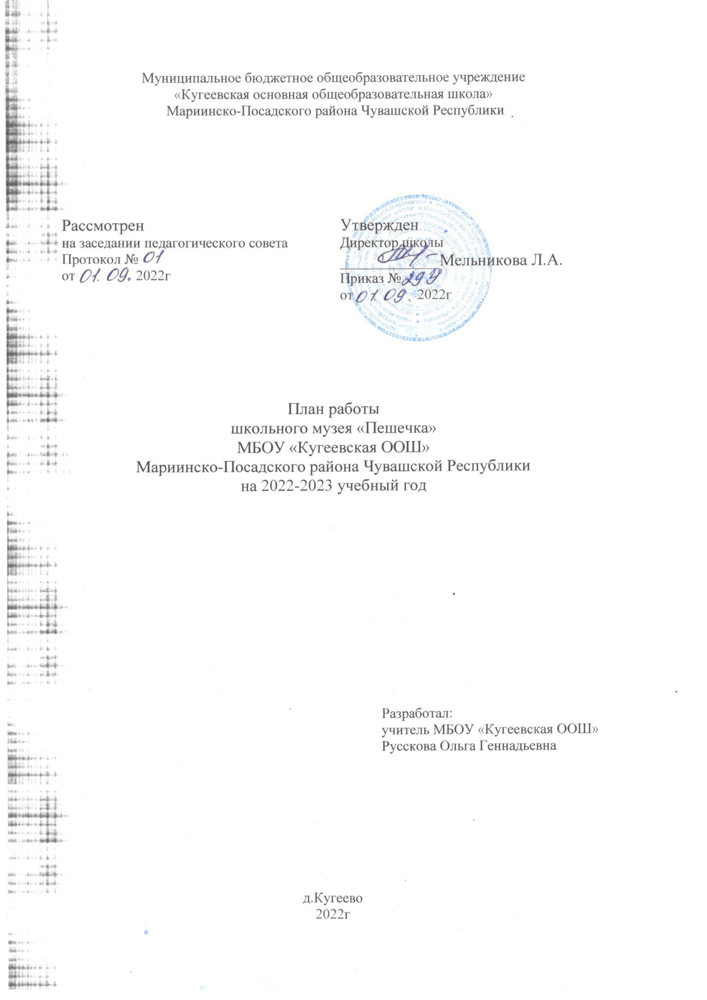 Муниципальное бюджетное общеобразовательное учреждение
«Кугеевская основная общеобразовательная школа»
Мариинско-Посадского района Чувашской Республики
Рассмотрен
на заседании педагогического совета
Протокол № 01
от 01. 09. 2022г
Утвержден
Директор школы
Мельникова Л.А.
Приказ №
от 01. 09. 2022г
План работы
школьного музея «Пешечка»
МБОУ «Кугеевская ООШ»
Мариинско-Посадского района Чувашской Республики
на 2022-2023 учебный год
Разработал:
учитель МБОУ «Кугеевская ООШ»
Русскова Ольга Геннадьевна
д.Кугеево
2022г